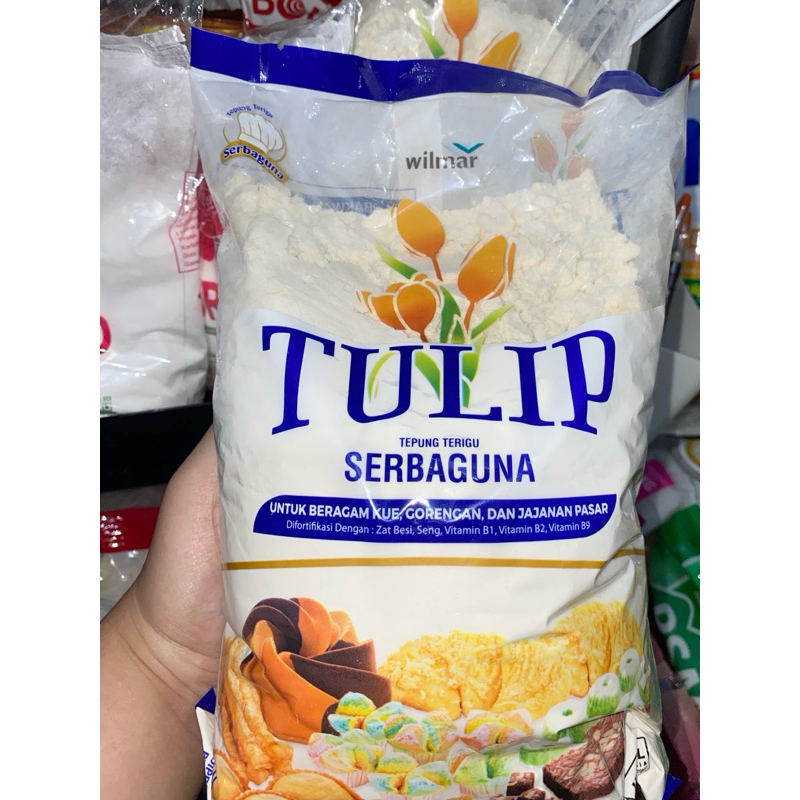 Tepung Terigu
Serbaguna
wilmar
TULIP
TEPUNG TERIGU
SERBAGUNA
UNTUK BERAGAM KUE, GORENGAN, DAN JAJANAN PASAR
Difortifikasi Dengan : Zat Besi, Seng, Vitamin B1, Vitamin B2, Vitamin B9